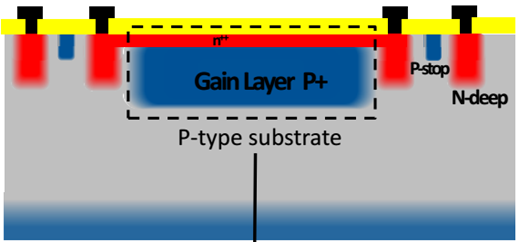 n++
Gain Layer P+
P-stop
N-deep
P-type substrate